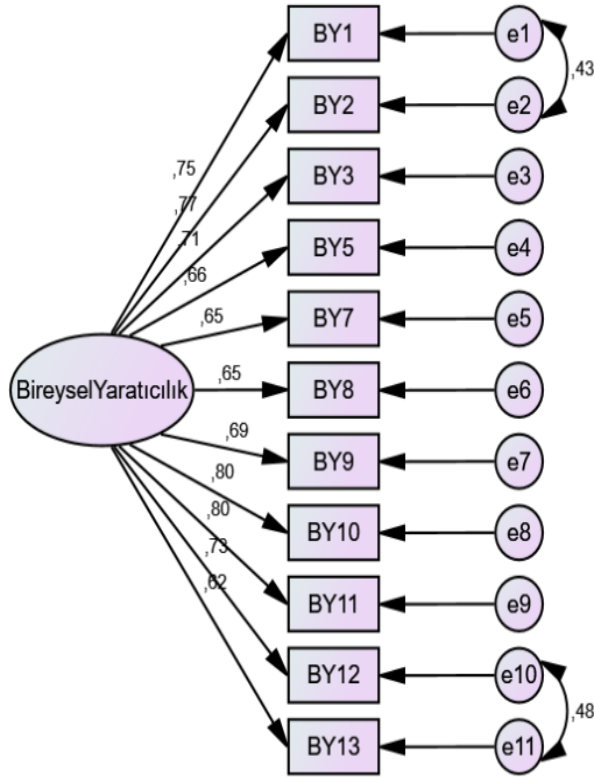 BY1
e1
,43
BY2
e2
,75
BY3
e3
,77
,71
BY5
e4
,66
,65
BY7
e5
,65
BireyselYaratıcılık
BY8
e6
,69
BY9
e7
,80
BY10
e8
,80
,73
BY11
e9
,62
BY12
e10
,48
BY13
e11